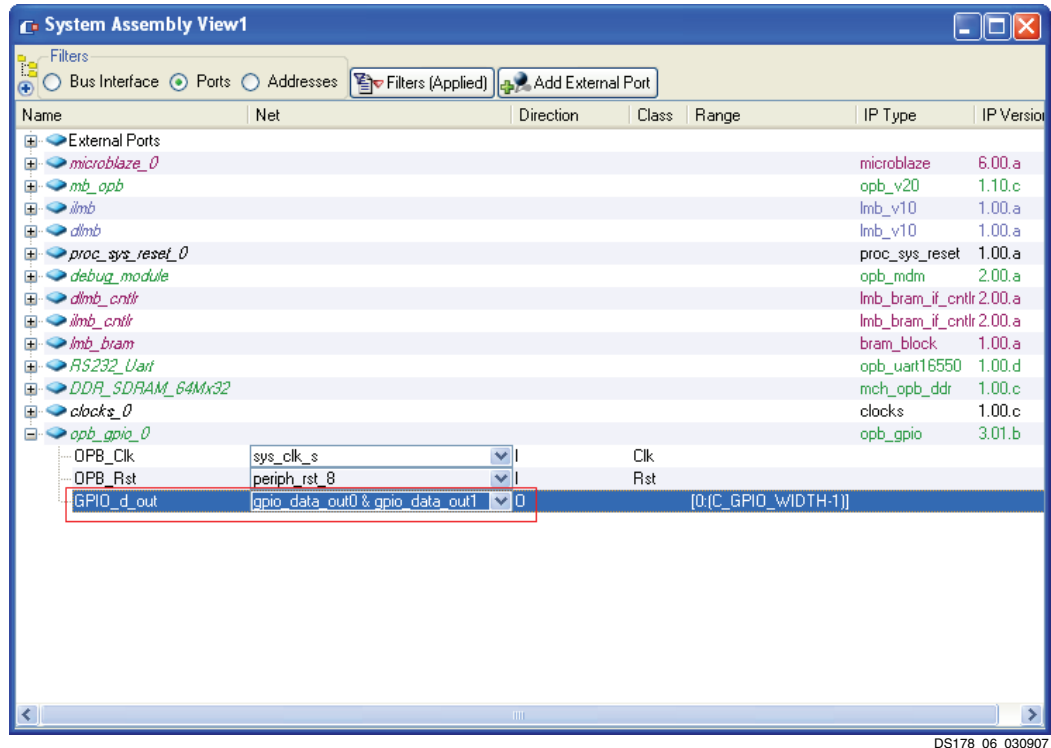 System Assembly View1
Filters
Bus Interface Ports Addresses Filters (Applied) Add External Port
Name Net Direction Class Range IP Type IP Version
External Ports
microblaze_0 microblaze 6.00.a
mb_opb opb_v20 1.10.c
ilmb lmb_v10 1.00.a
dlmb lmb_v10 1.00.a
proc_sys_reset_0 proc_sys_reset 1.00.a
debug_module opb_mdm 2.00.a
dlmb_cntlr lmb_bram_if_cntlr 2.00.a
ilmb_cntlr lmb_bram_if_cntlr 2.00.a
lmb_bram bram_block 1.00.a
RS232_Uart opb_uart16550 1.00.d
DDR_SDRAM_64Mx32 mch_opb_ddr 1.00.c
clocks_0 clocks 1.00.c
opb_gpio_0 opb_gpio 3.01.b
OPB_Clk sys_clk_s I Clk
OPB_Rst periph_rst_8 I Rst
GPIO_d_out gpio_data_out0 & gpio_data_out1 O [0:(C_GPIO_WIDTH-1)]
DS178_06_030907